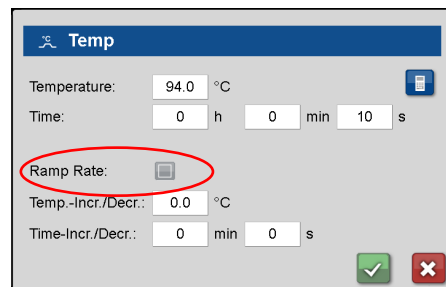 °C Temp
Temperature: 94.0 °C
Time: 0 h 0 min 10 s
Ramp Rate:
Temp.-Incr./Decr.: 0.0 °C
Time-Incr./Decr.: 0 min 0 s